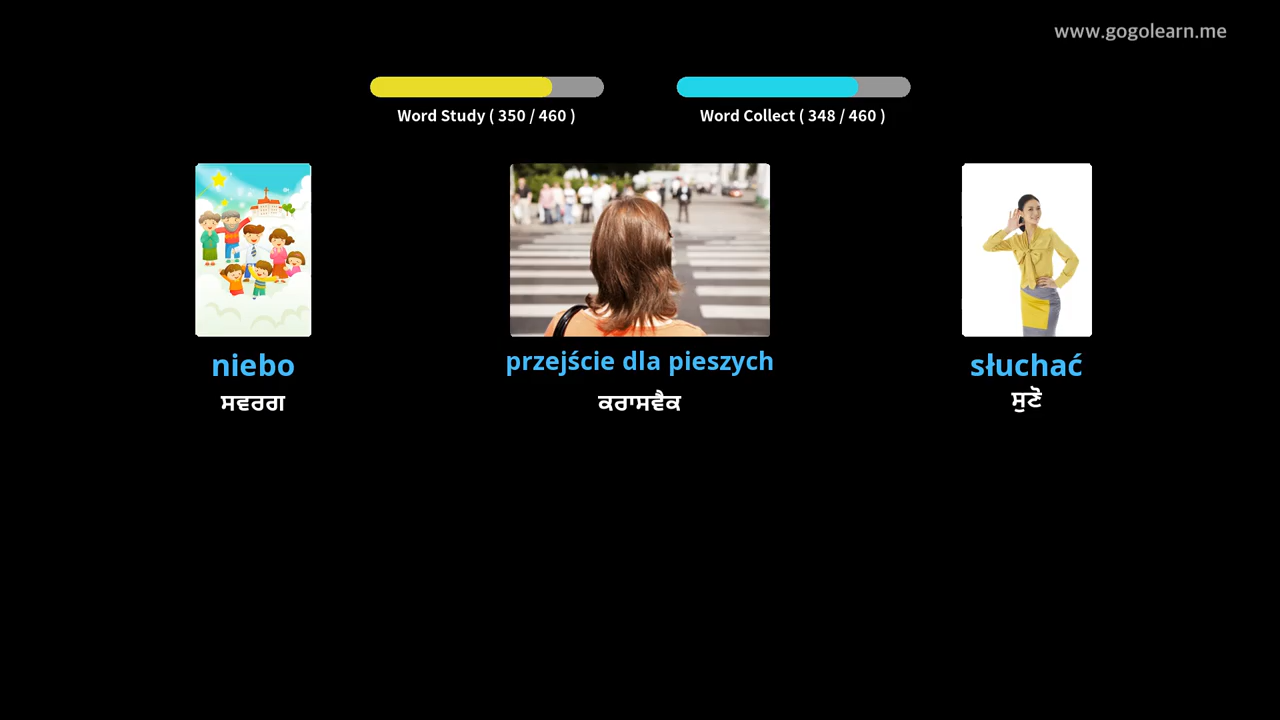 www.gogolearn.me
Word Study ( 350 / 460 )
Word Collect ( 348 / 460 )
niebo
ਸਵਰਗ
przejście dla pieszych
ਕਰਾਸਵੈਕ
słuchać
ਸੁਣੋ